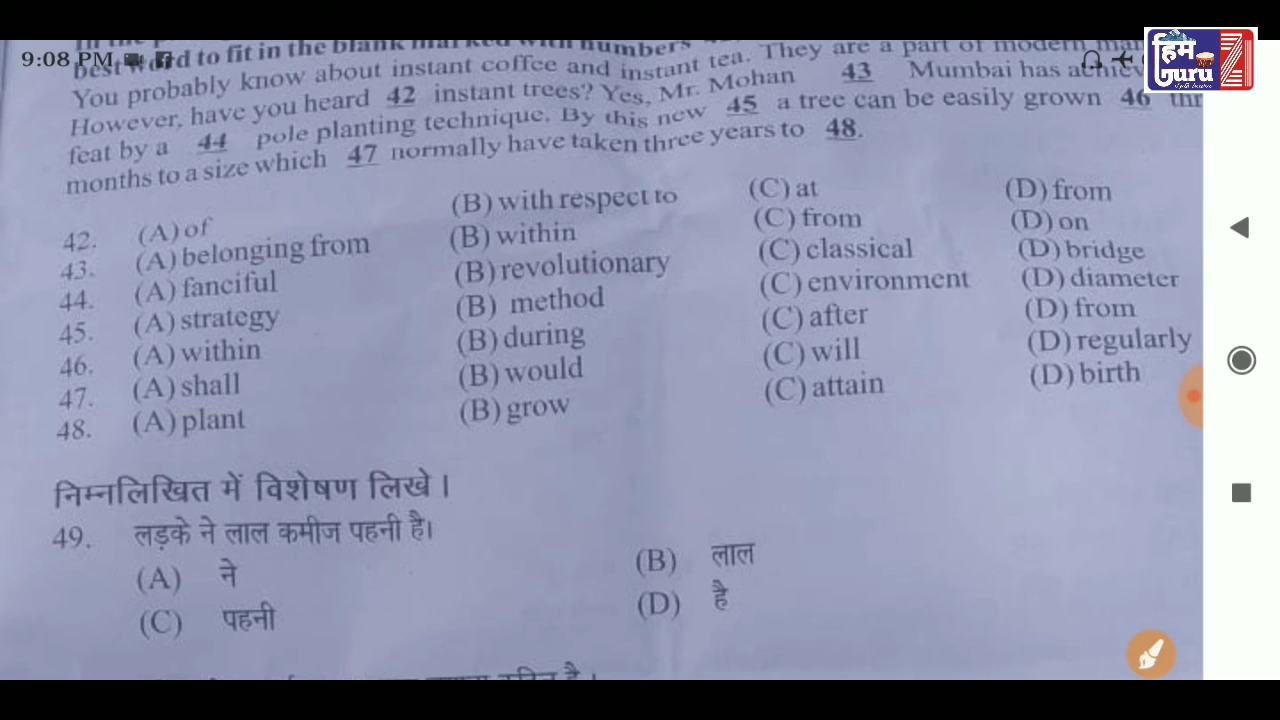 9:08 PM
हिम
Guru
best word to fit in the blank marked with numbers
You probably know about instant coffee and instant tea. They are a part of modern
However, have you heard 42 instant trees? Yes, Mr. Mohan 43 Mumbai has
feat by a 44 pole planting technique. By this new 45 a tree can be easily grown 46
months to a size which 47 normally have taken three years to 48.
42. (A) of (B) with respect to (C) at (D) from
43. (A) belonging from (B) within (C) from (D) on
44. (A) fanciful (B) revolutionary (C) classical (D) bridge
45. (A) strategy (B) method (C) environment (D) diameter
46. (A) within (B) during (C) after (D) from
47. (A) shall (B) would (C) will (D) regularly
48. (A) plant (B) grow (C) attain (D) birth
निम्नलिखित में विशेषण लिखे।
49. लड़के ने लाल कमीज पहनी है।
(A) ने (B) लाल
(C) पहनी (D) है